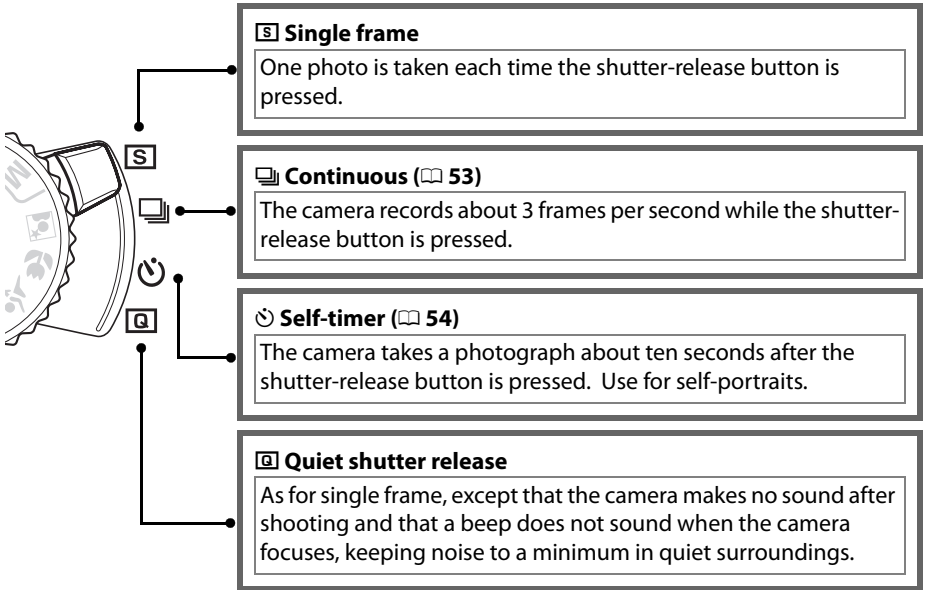 S Single frame
One photo is taken each time the shutter-release button is
pressed.
S
Continuous ( 53)
The camera records about 3 frames per second while the shutter-
release button is pressed.
Self-timer ( 54)
The camera takes a photograph about ten seconds after the
shutter-release button is pressed.  Use for self-portraits.
Q
Q Quiet shutter release
As for single frame, except that the camera makes no sound after
shooting and that a beep does not sound when the camera
focuses, keeping noise to a minimum in quiet surroundings.
M